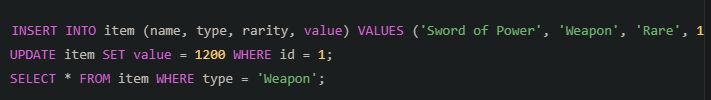 INSERT INTO item (name, type, rarity, value) VALUES ('Sword of Power', 'Weapon', 'Rare', 1
UPDATE item SET value = 1200 WHERE id = 1;
SELECT * FROM item WHERE type = 'Weapon';